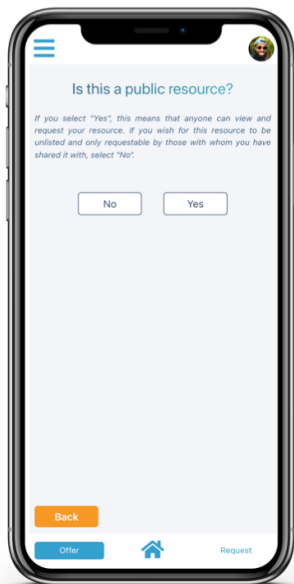 Is this a public resource?
If you select "Yes", this means that anyone can view and
request your resource. If you wish for this resource to be
unlisted and only requestable by those with whom you have
shared it with, select "No".
No Yes
Back
Offer Request